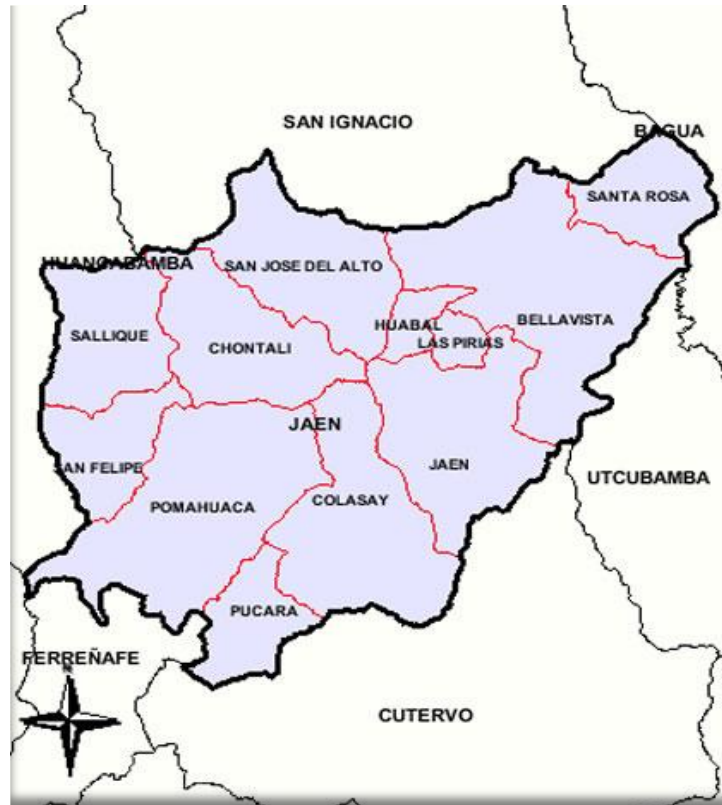 SAN IGNACIO
BAGUA
SANTA ROSA
HUANCABAMBA
SAN JOSE DEL ALTO
SALLIQUE
CHONTALI
HUABAL
LAS PIRIAS
BELLAVISTA
JAEN
SAN FELIPE
JAEN
UTCUBAMBA
POMAHUACA
COLASAY
PUCARA
FERREÑAFE
N
CUTERVO